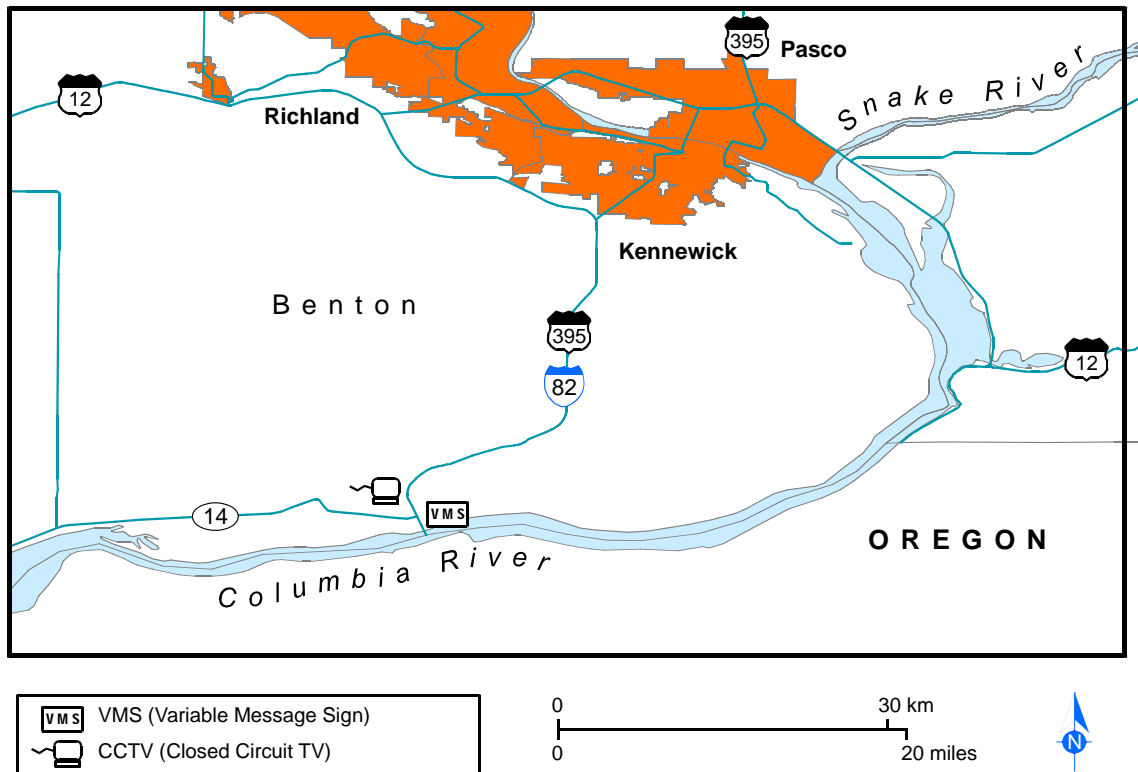 395
Pasco
12
Snake River
Richland
Kennewick
Benton
395
12
82
14
VMS
OREGON
Columbia River
VMS VMS (Variable Message Sign)
CCTV (Closed Circuit TV)
0 30 km
0 20 miles
N